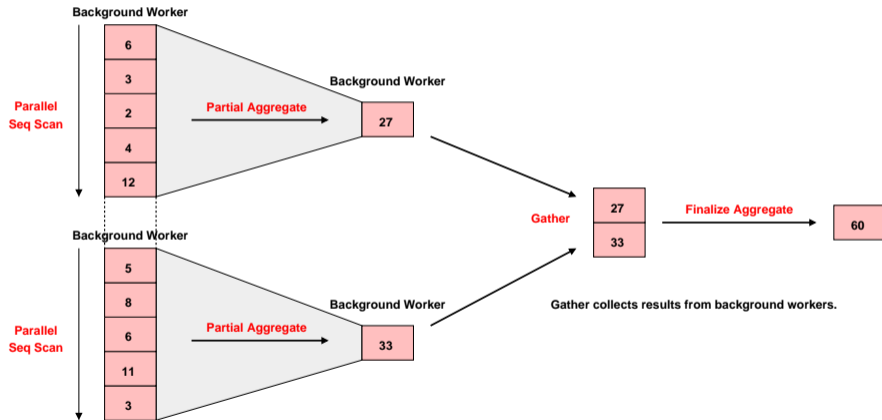 Background Worker
6
3
2
4
12
Parallel
Seq Scan
Partial Aggregate
Background Worker
27
Background Worker
5
8
6
11
3
Parallel
Seq Scan
Partial Aggregate
Background Worker
33
Gather
27
33
Finalize Aggregate
60
Gather collects results from background workers.